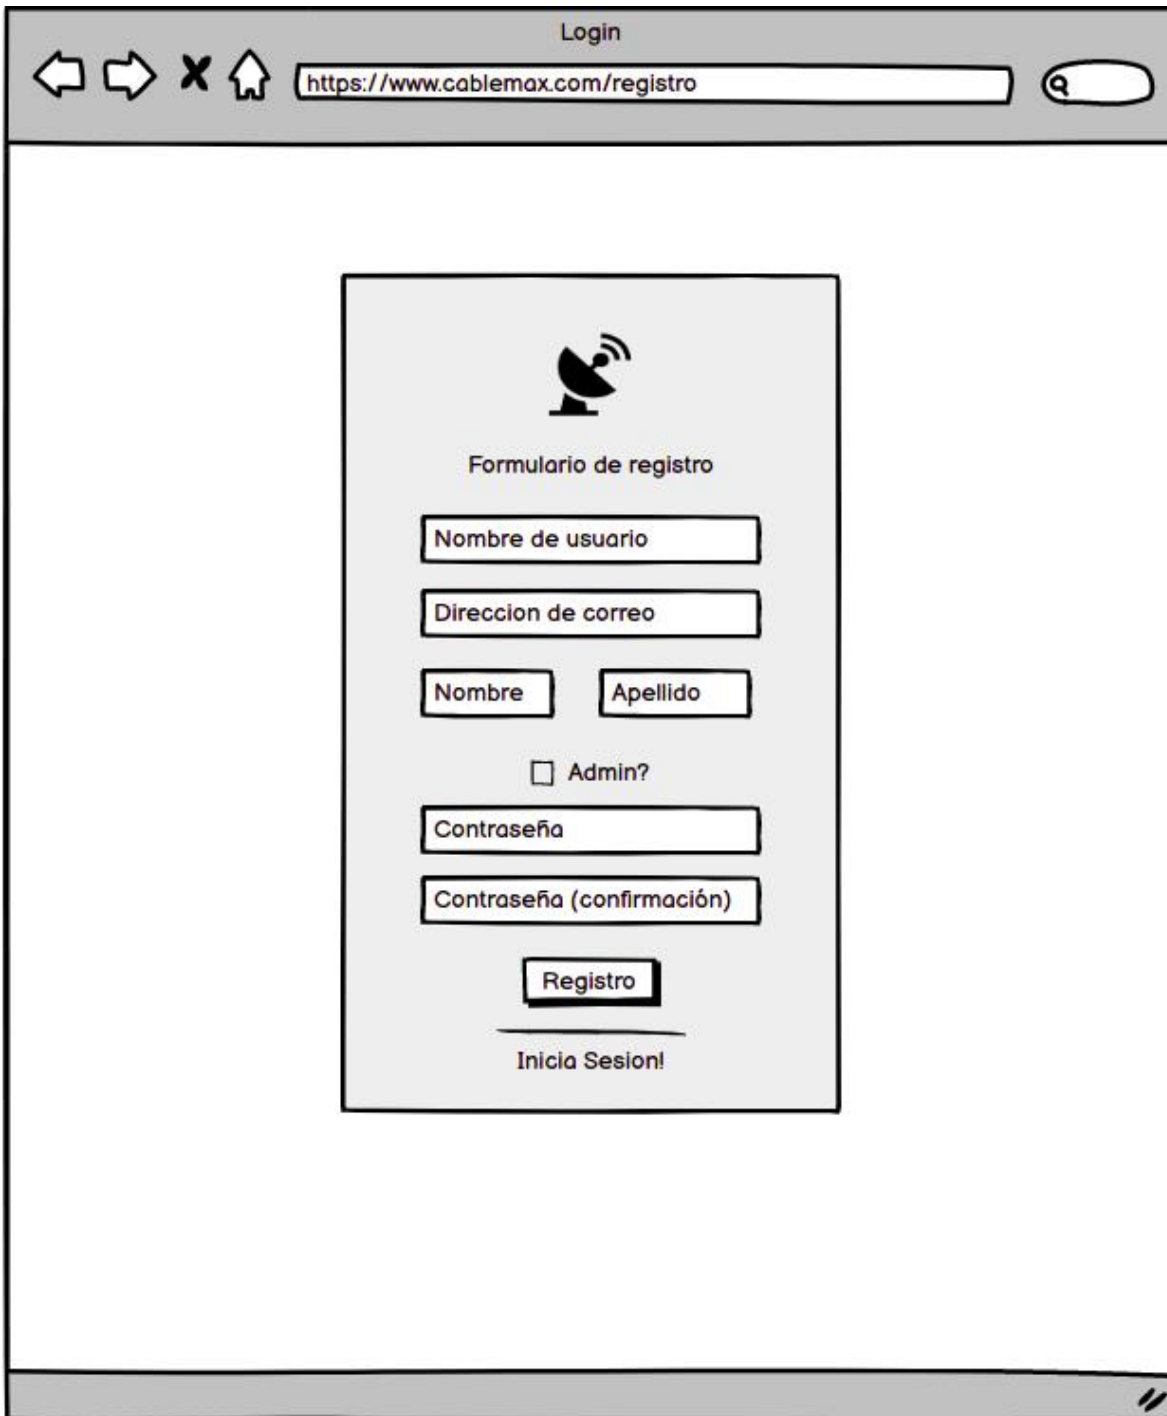 Login
https://www.cablemax.com/registro
Formulario de registro
Nombre de usuario
Direccion de correo
Nombre Apellido
Admin?
Contraseña
Contraseña (confirmación)
Registro
Inicia Sesion!